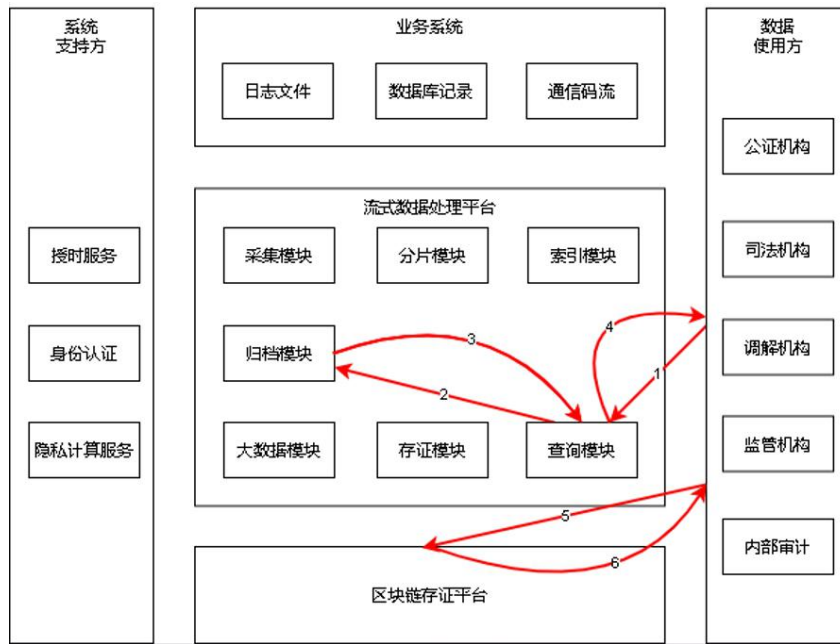 系统
支持方
授时服务
身份认证
隐私计算服务
业务系统
日志文件
数据库记录
通信码流
流式数据处理平台
采集模块
分片模块
索引模块
归档模块
大数据模块
存证模块
查询模块
3
2
4
1
5
6
区块链存证平台
数据
使用方
公证机构
司法机构
调解机构
监管机构
内部审计